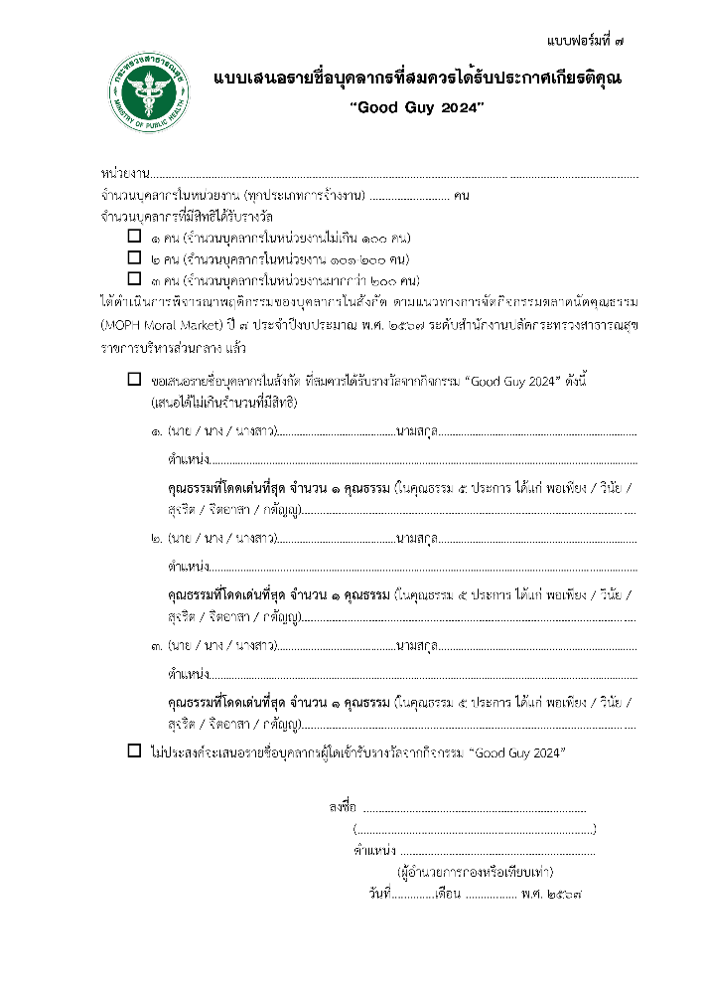 แบบฟอร์มที่ ๗
กระทรวงสาธารณสุข
MINISTRY OF PUBLIC HEALTH
แบบเสนอรายชื่อบุคลากรที่สมควรได้รับประกาศเกียรติคุณ
“Good Guy 2024”
หน่วยงาน....................................................................................................................................................
จำนวนบุคลากรในหน่วยงาน (ทุกประเภทการจ้างงาน) .......................... คน
จำนวนบุคลากรที่มีสิทธิได้รับรางวัล
☐ ๑ คน (จำนวนบุคลากรในหน่วยงานไม่เกิน ๑๐๐ คน)
☐ ๒ คน (จำนวนบุคลากรในหน่วยงาน ๑๐๑-๒๐๐ คน)
☐ ๓ คน (จำนวนบุคลากรในหน่วยงานมากกว่า ๒๐๐ คน)
ได้ดำเนินการพิจารณาพฤติกรรมของบุคลากรในสังกัด ตามแนวทางการจัดกิจกรรมตลาดนัดคุณธรรม
(MOPH Moral Market) ปี ๗ ประจำปีงบประมาณ พ.ศ. ๒๕๖๗ ระดับสำนักงานปลัดกระทรวงสาธารณสุข
ราชการบริหารส่วนกลาง แล้ว
☐ ขอเสนอรายชื่อบุคลากรในสังกัด ที่สมควรได้รับรางวัลจากกิจกรรม “Good Guy 2024” ดังนี้
(เสนอได้ไม่เกินจำนวนที่มีสิทธิ)
๑. (นาย / นาง / นางสาว)........................................นามสกุล..................................................................
ตำแหน่ง..............................................................................................................................................
คุณธรรมที่โดดเด่นที่สุด จำนวน ๑ คุณธรรม (ในคุณธรรม ๕ ประการ ได้แก่ พอเพียง / วินัย /
สุจริต / จิตอาสา / กตัญญู)..............................................................................................................
๒. (นาย / นาง / นางสาว)........................................นามสกุล..................................................................
ตำแหน่ง..............................................................................................................................................
คุณธรรมที่โดดเด่นที่สุด จำนวน ๑ คุณธรรม (ในคุณธรรม ๕ ประการ ได้แก่ พอเพียง / วินัย /
สุจริต / จิตอาสา / กตัญญู)..............................................................................................................
๓. (นาย / นาง / นางสาว)........................................นามสกุล..................................................................
ตำแหน่ง..............................................................................................................................................
คุณธรรมที่โดดเด่นที่สุด จำนวน ๑ คุณธรรม (ในคุณธรรม ๕ ประการ ได้แก่ พอเพียง / วินัย /
สุจริต / จิตอาสา / กตัญญู)..............................................................................................................
☐ ไม่ประสงค์จะเสนอรายชื่อบุคลากรผู้ใดเข้ารับรางวัลจากกิจกรรม “Good Guy 2024”
ลงชื่อ ..........................................................................
(..............................................................................)
ตำแหน่ง ................................................................
(ผู้อำนวยการกองหรือเทียบเท่า)
วันที่..............เดือน ................. พ.ศ. ๒๕๖๗